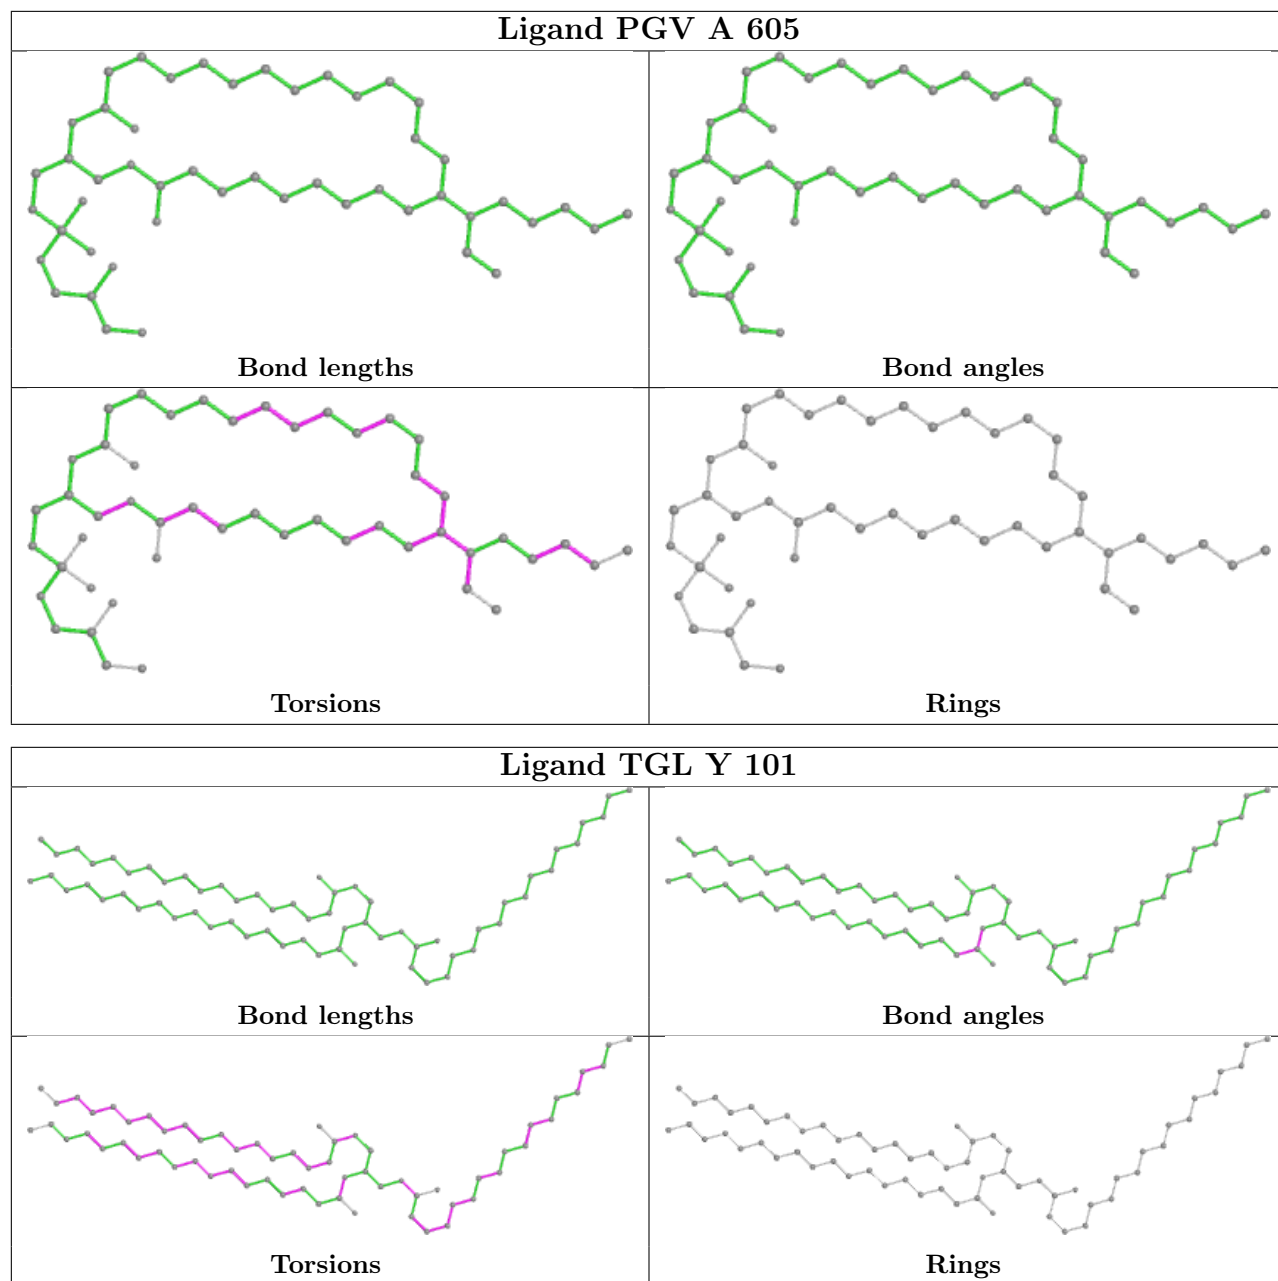 Ligand PGV A 605
Bond lengths
Bond angles
Torsions
Rings
Ligand TGL Y 101
Bond lengths
Bond angles
Torsions
Rings